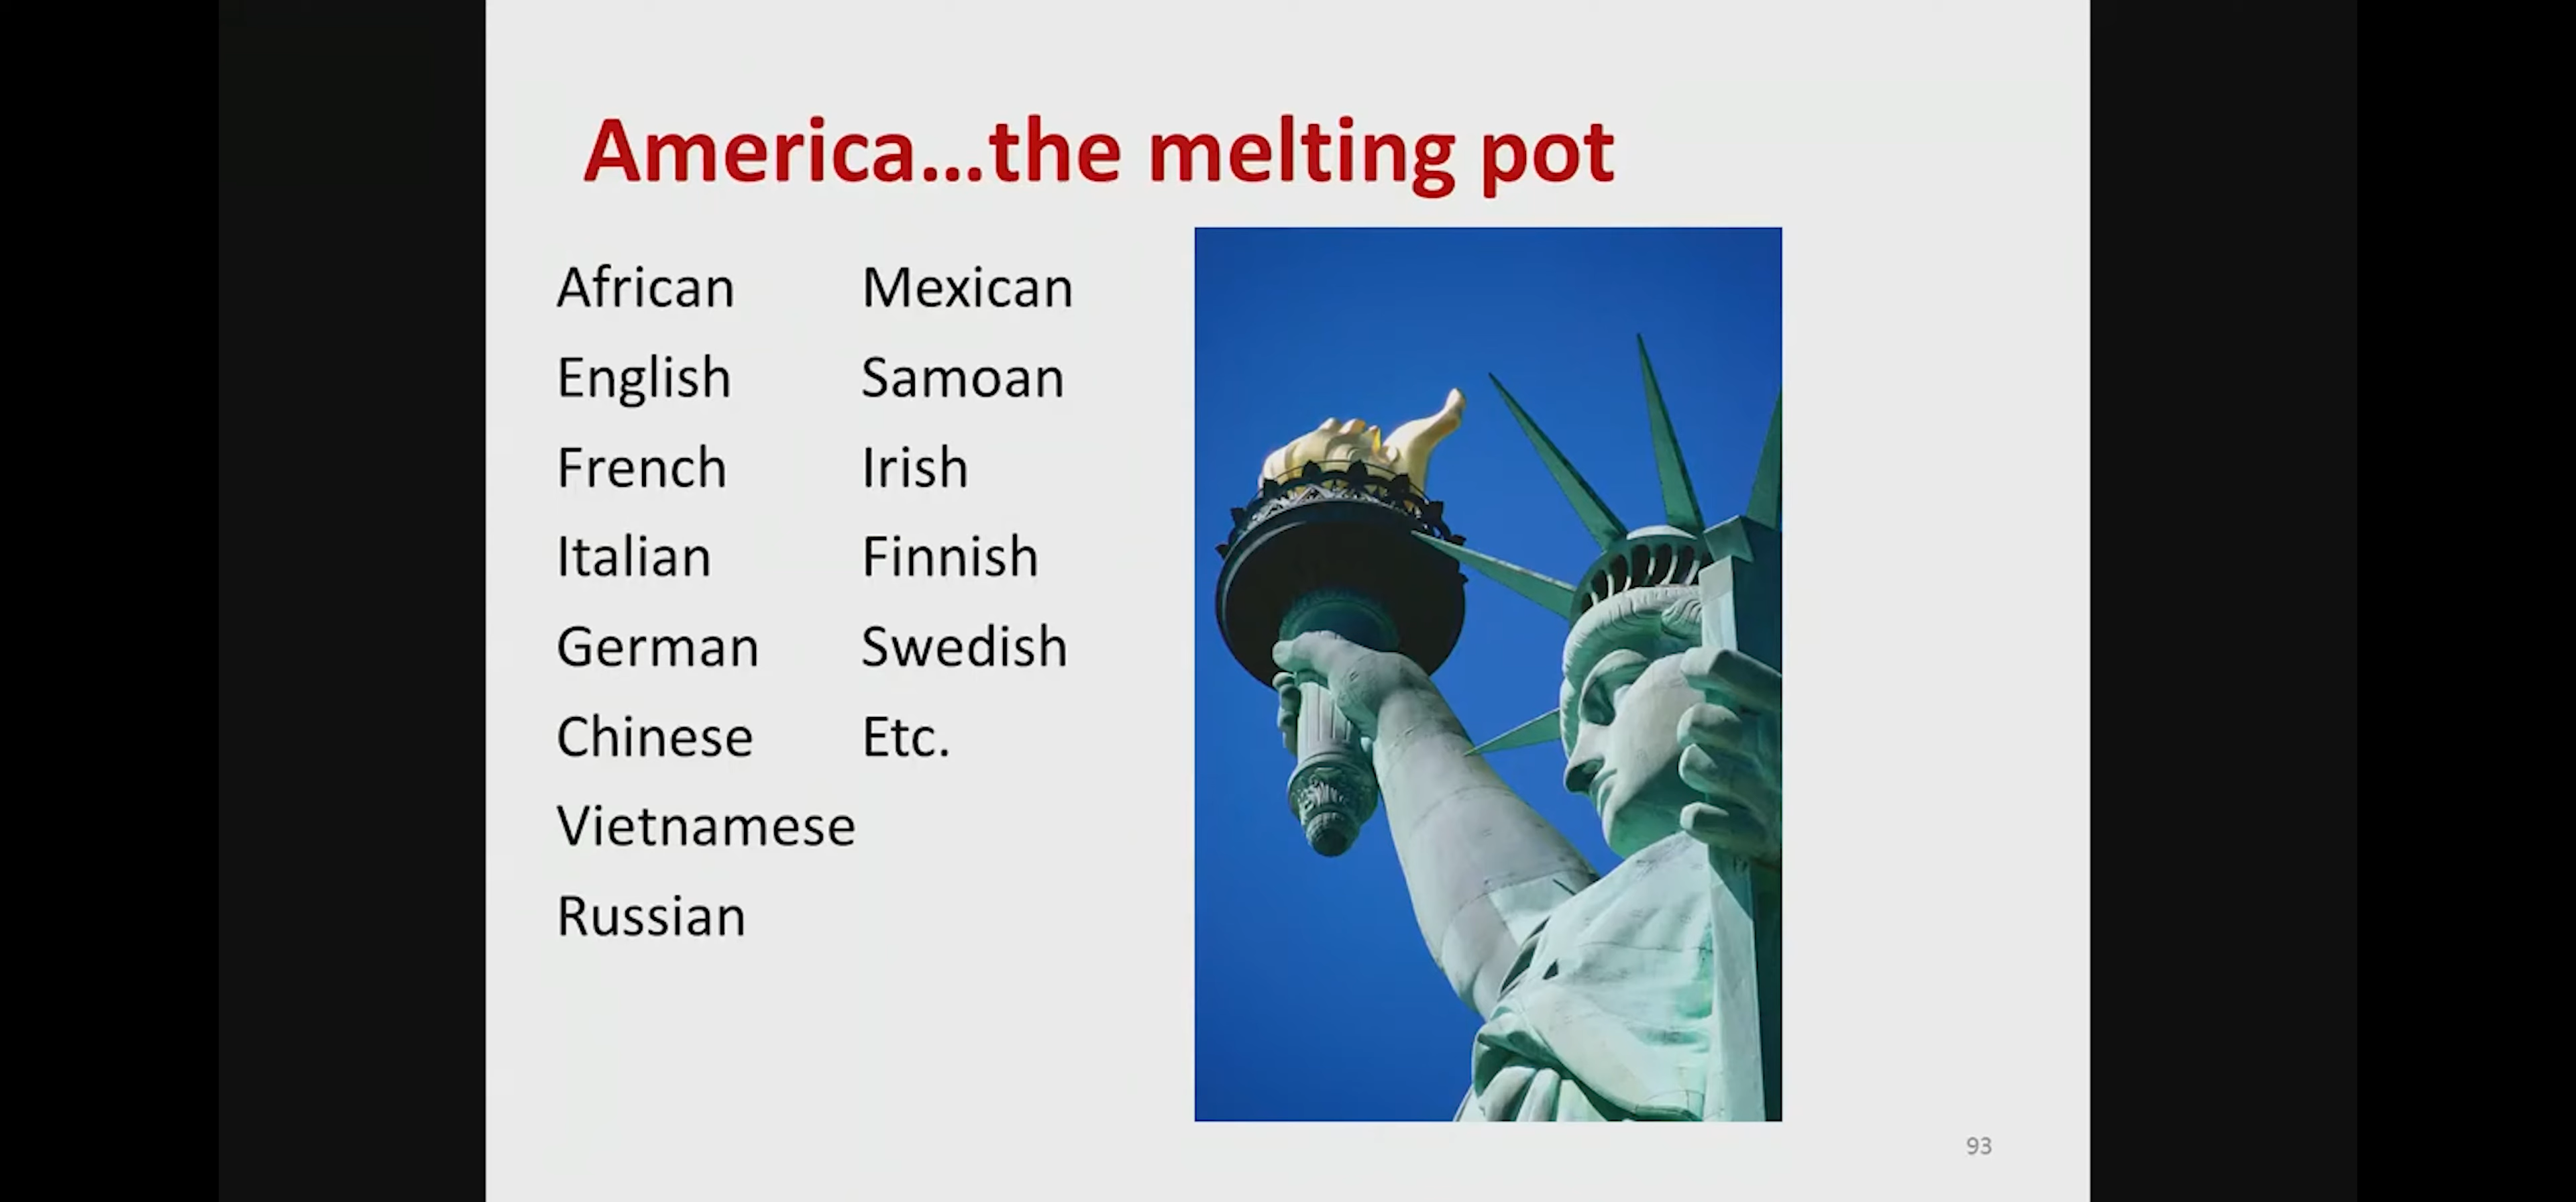 America...the melting pot
African
English
French
Italian
German
Chinese
Vietnamese
Russian
Mexican
Samoan
Irish
Finnish
Swedish
Etc.
93